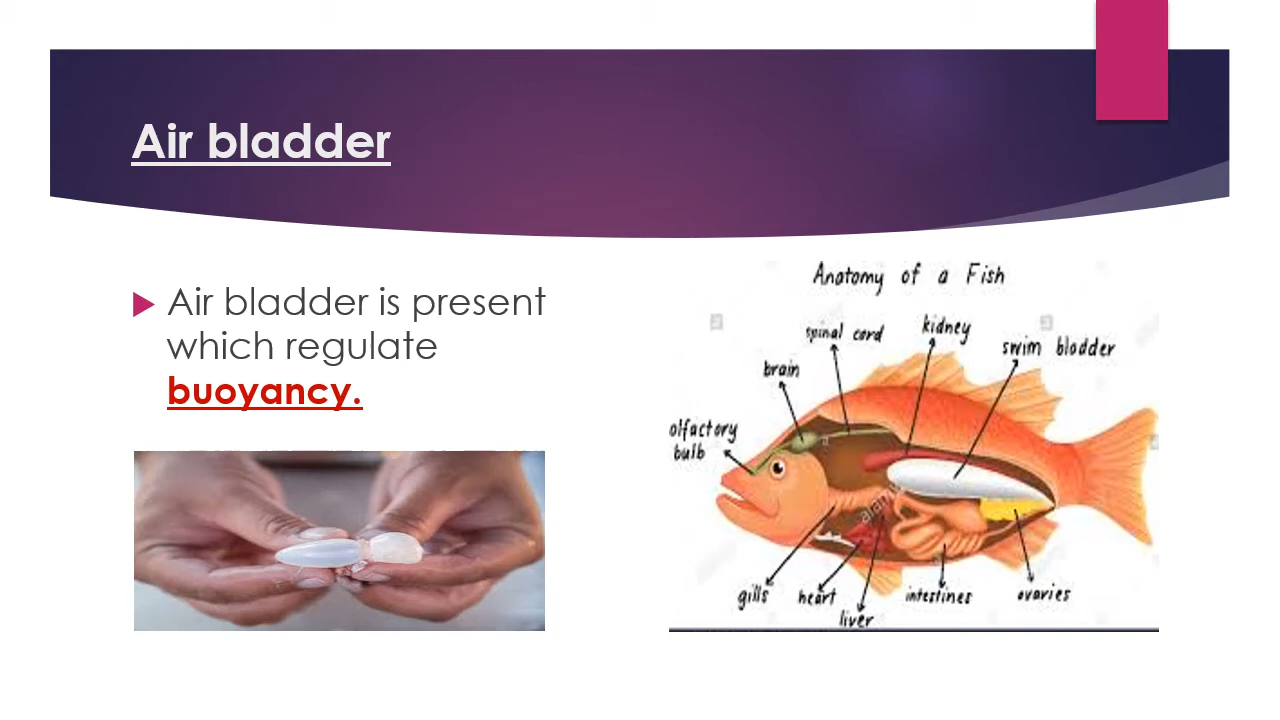 Air bladder
Air bladder is present
which regulate
buoyancy.
Anatomy of a Fish
spinal cord
kidney
swim bladder
brain
olfactory
bulb
alamy
gills
heart
liver
intestines
ovaries